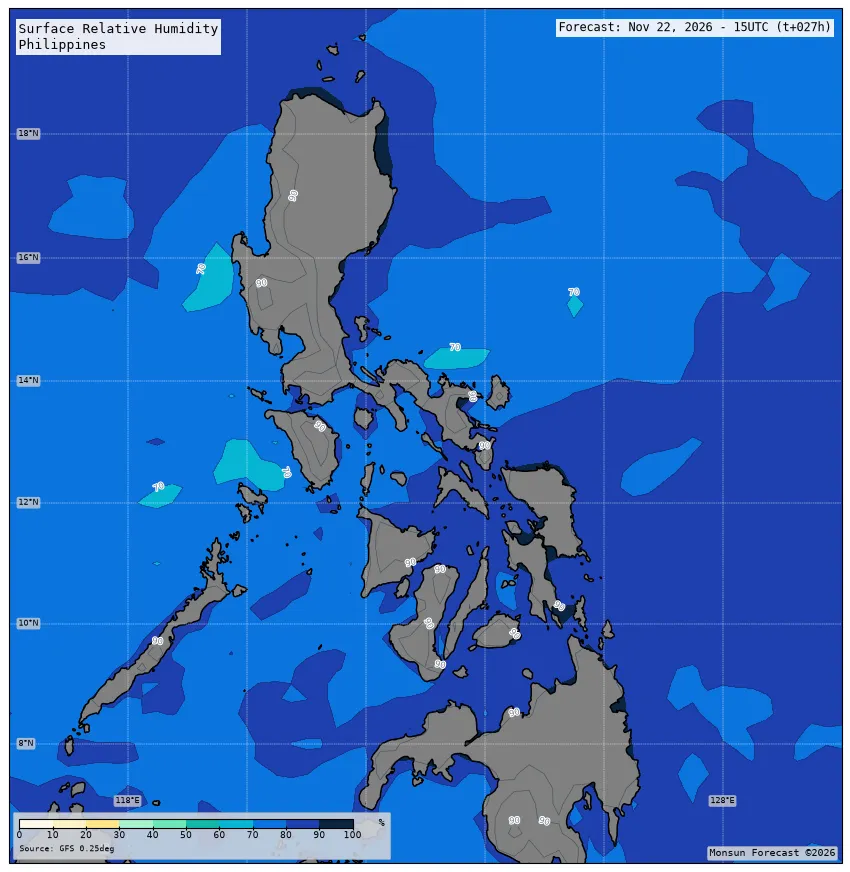 Surface Relative Humidity
Philippines
Forecast: Nov 22, 2026 - 15UTC (t+027h)
18°N
90
16°N
70
90
70
70
14°N
90
90
90
70
70
12°N
90
90
90
10°N
90
90
90
90
90
8°N
118°E
128°E
90
90
%
0 10 20 30 40 50 60 70 80 90 100
Source: GFS 0.25deg
Monsun Forecast ©2026